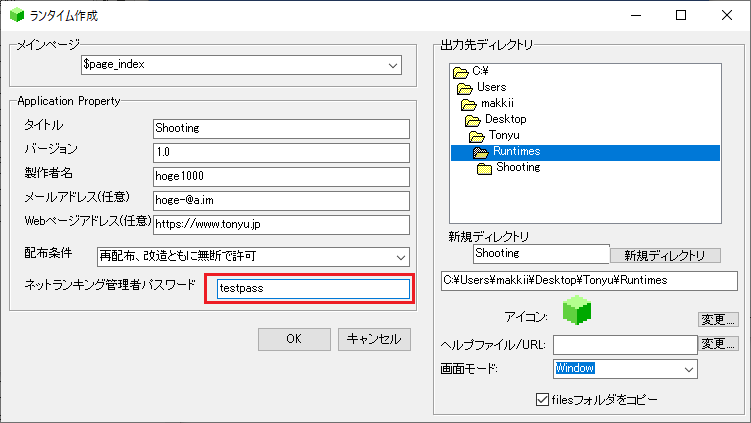 ランタイム作成
メインページ
$page_index
Application Property
タイトル
Shooting
バージョン
1.0
製作者名
hoge1000
メールアドレス(任意)
hoge-@a.im
Webページアドレス(任意)
https://www.tonyu.jp
配布条件
再配布、改造ともに無断で許可
ネットランキング管理者パスワード
testpass
OK
キャンセル
出力先ディレクトリ
C:¥
Users
makkii
Desktop
Tonyu
Runtimes
Shooting
新規ディレクトリ
Shooting
新規ディレクトリ
C:¥Users¥makkii¥Desktop¥Tonyu¥Runtimes
アイコン:
変更....
ヘルプファイル/URL:
変更....
画面モード:
Window
filesフォルダをコピー